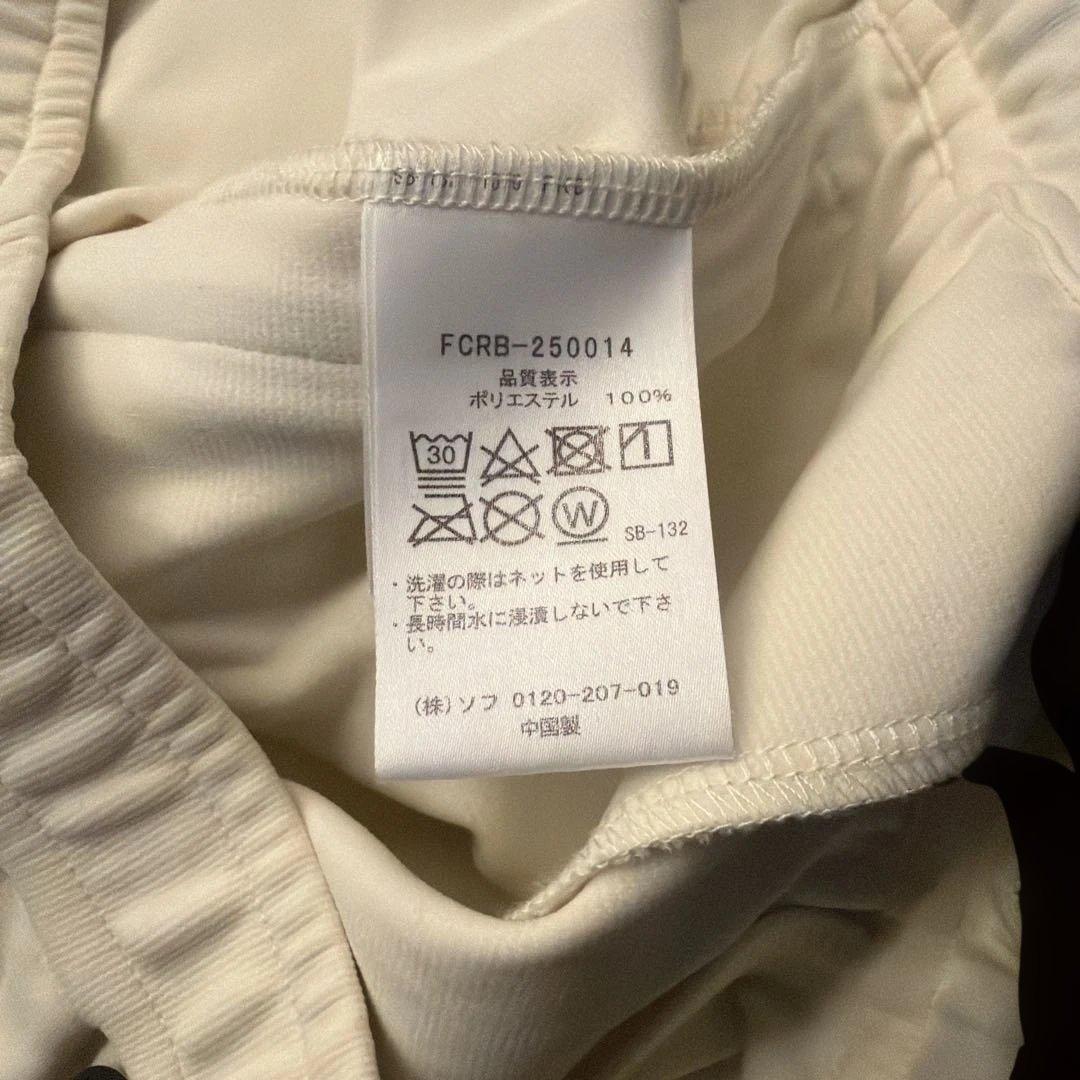 FCRB-250014
品質表示
ポリエステル 100%
30
W
SB-132
・洗濯の際はネットを使用して
下さい。
・長時間水に浸漬しないで下さ
い。
(株)ソフ 0120-207-019
中国製